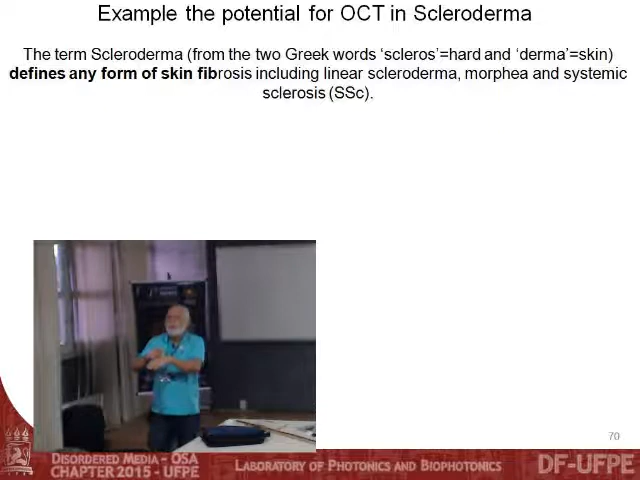 Example the potential for OCT in Scleroderma
The term Scleroderma (from the two Greek words ‘scleros’=hard and ‘derma’=skin)
defines any form of skin fibrosis including linear scleroderma, morphea and systemic
sclerosis (SSc).
70
DISORDERED MEDIA - OSA
CHAPTER 2015 - UFPE
LABORATORY OF PHOTONICS AND BIOPHOTONICS
DF-UFPE